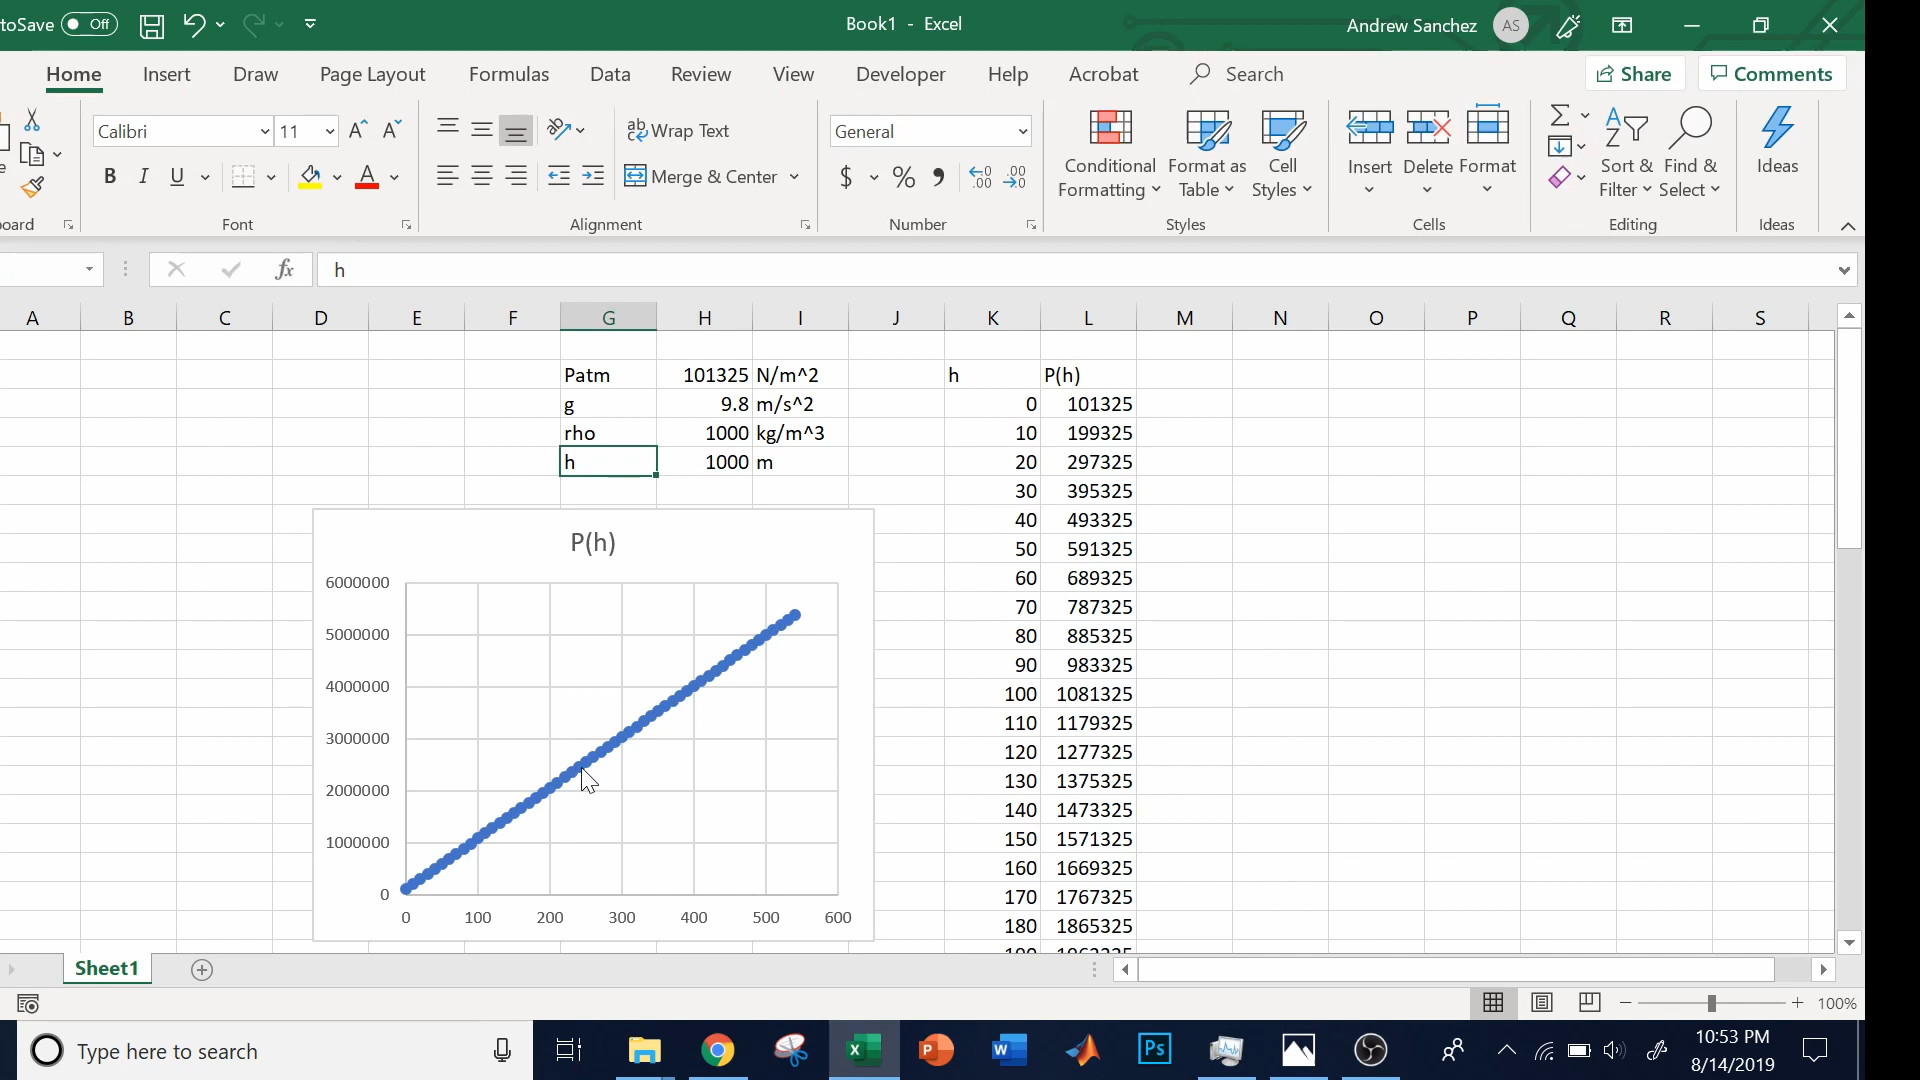 toSave Off Book1 - Excel Andrew Sanchez AS
Home Insert Draw Page Layout Formulas Data Review View Developer Help Acrobat Search Share Comments
Calibri 11 Wrap Text General
B I U Merge & Center $ % Conditional Formatting Format as Table Cell Styles Insert Delete Format Sort & Filter Find & Select Ideas
oard Font Alignment Number Styles Cells Editing Ideas
fx h
A B C D E F G H I J K L M N O P Q R S
Patm 101325 N/m^2 h P(h)
g 9.8 m/s^2 0 101325
rho 1000 kg/m^3 10 199325
h 1000 m 20 297325
30 395325
40 493325
50 591325
60 689325
70 787325
80 885325
90 983325
100 1081325
110 1179325
120 1277325
130 1375325
140 1473325
150 1571325
160 1669325
170 1767325
180 1865325
P(h)
6000000
5000000
4000000
3000000
2000000
1000000
0
0 100 200 300 400 500 600
Sheet1
100%
Type here to search
10:53 PM
8/14/2019